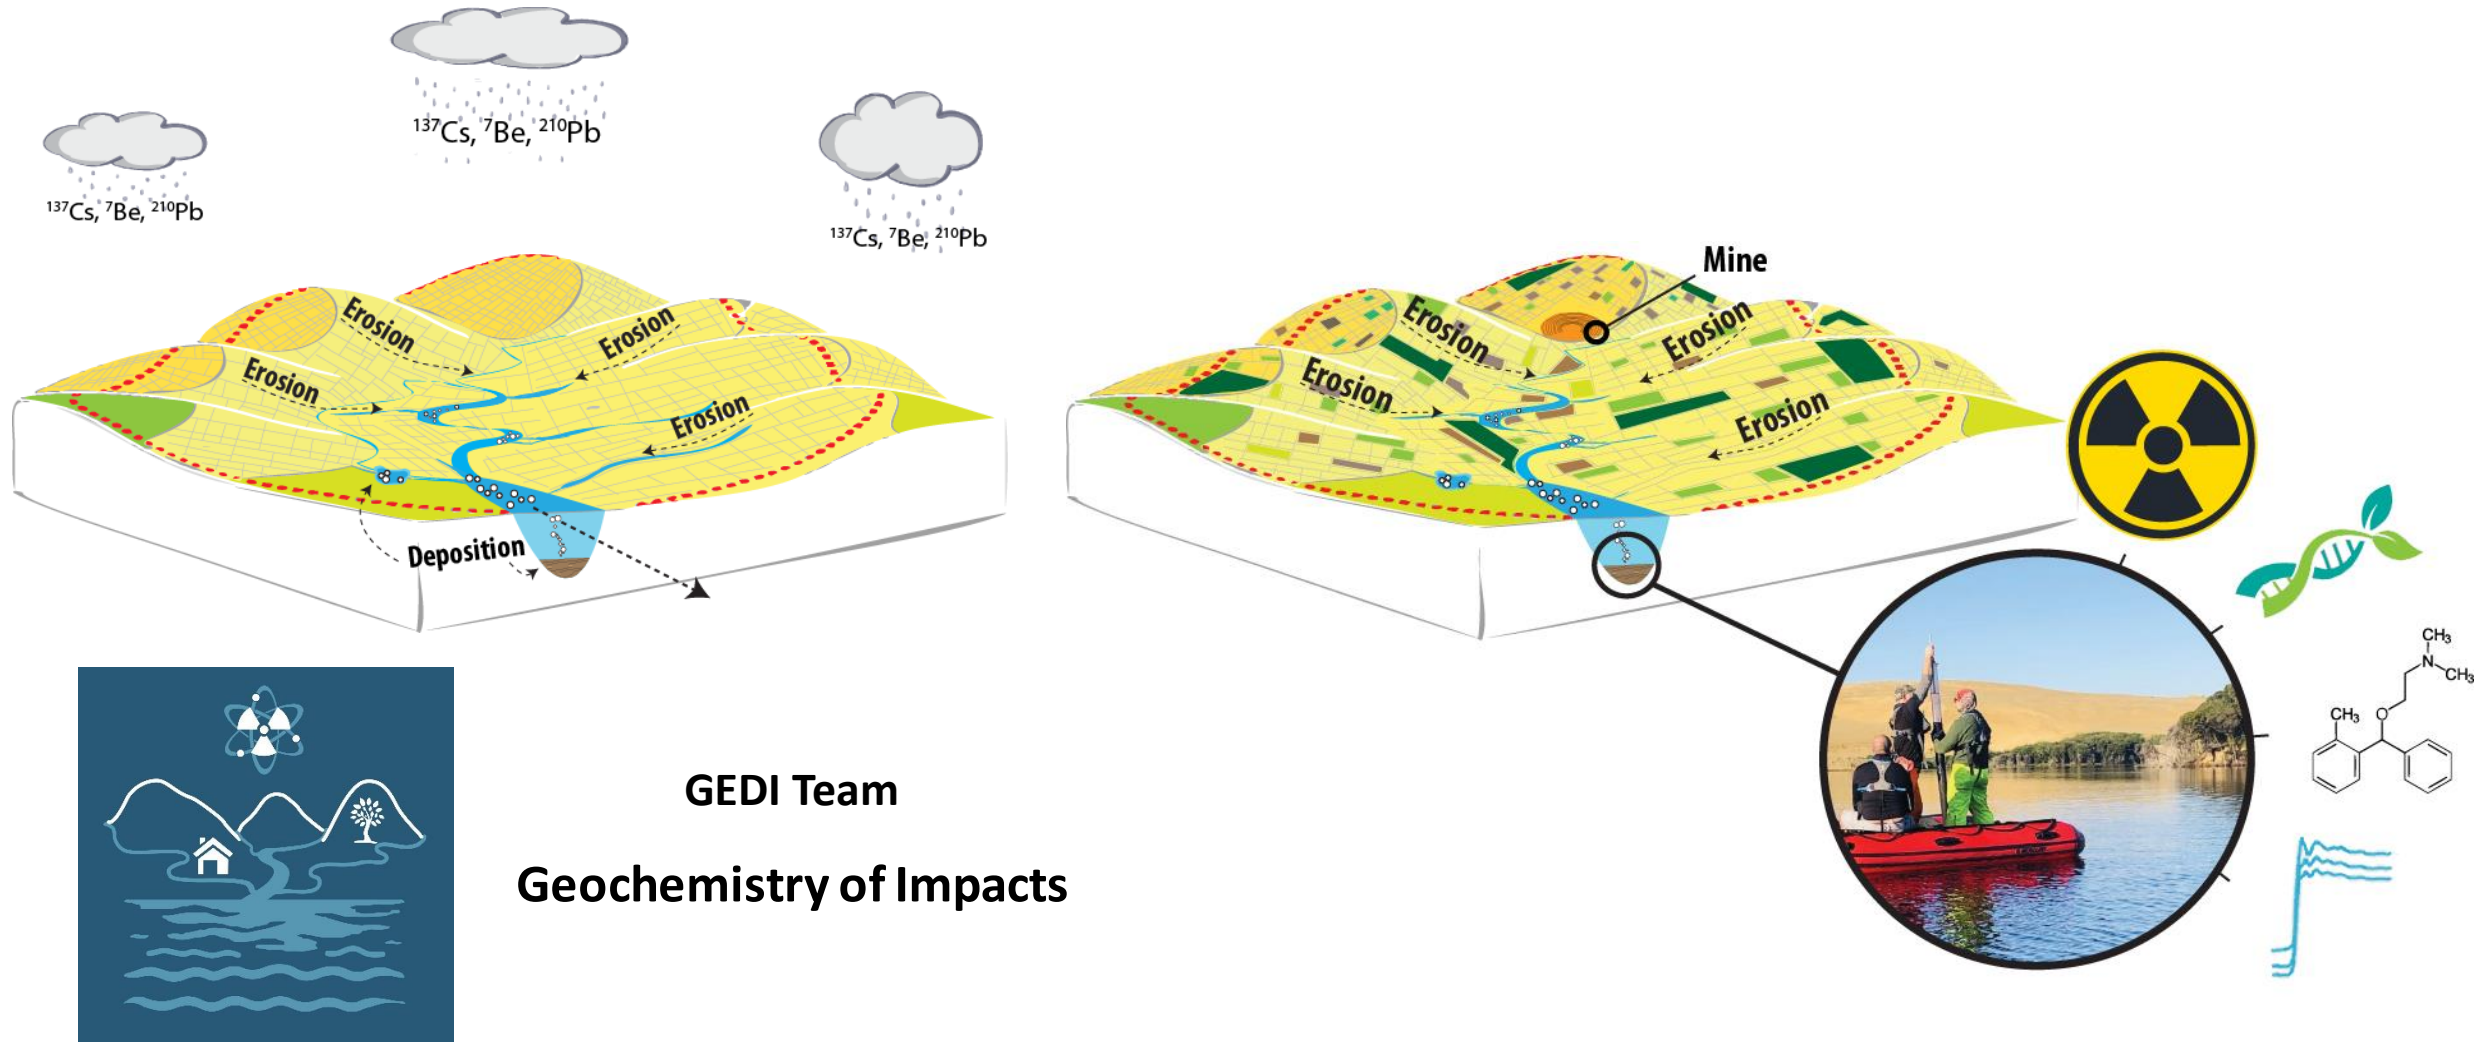 ¹³⁷Cs, ⁷Be, ²¹⁰Pb
¹³⁷Cs, ⁷Be, ²¹⁰Pb
¹³⁷Cs, ⁷Be, ²¹⁰Pb
Erosion
Erosion
Erosion
Erosion
Deposition
Mine
Erosion
Erosion
Erosion
Erosion
CH₃
N
CH₃
CH₃
O
GEDI Team
Geochemistry of Impacts